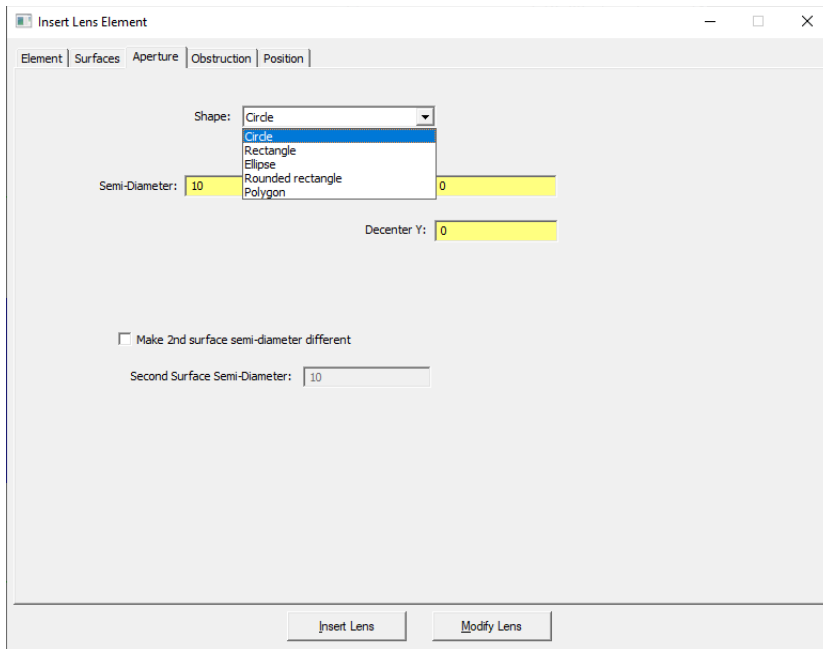 Insert Lens Element
Element Surfaces Aperture Obstruction Position
Shape: Circle
Circle
Rectangle
Ellipse
Rounded rectangle
Polygon
Semi-Diameter: 10 0
Decenter Y: 0
Make 2nd surface semi-diameter different
Second Surface Semi-Diameter: 10
Insert Lens Modify Lens